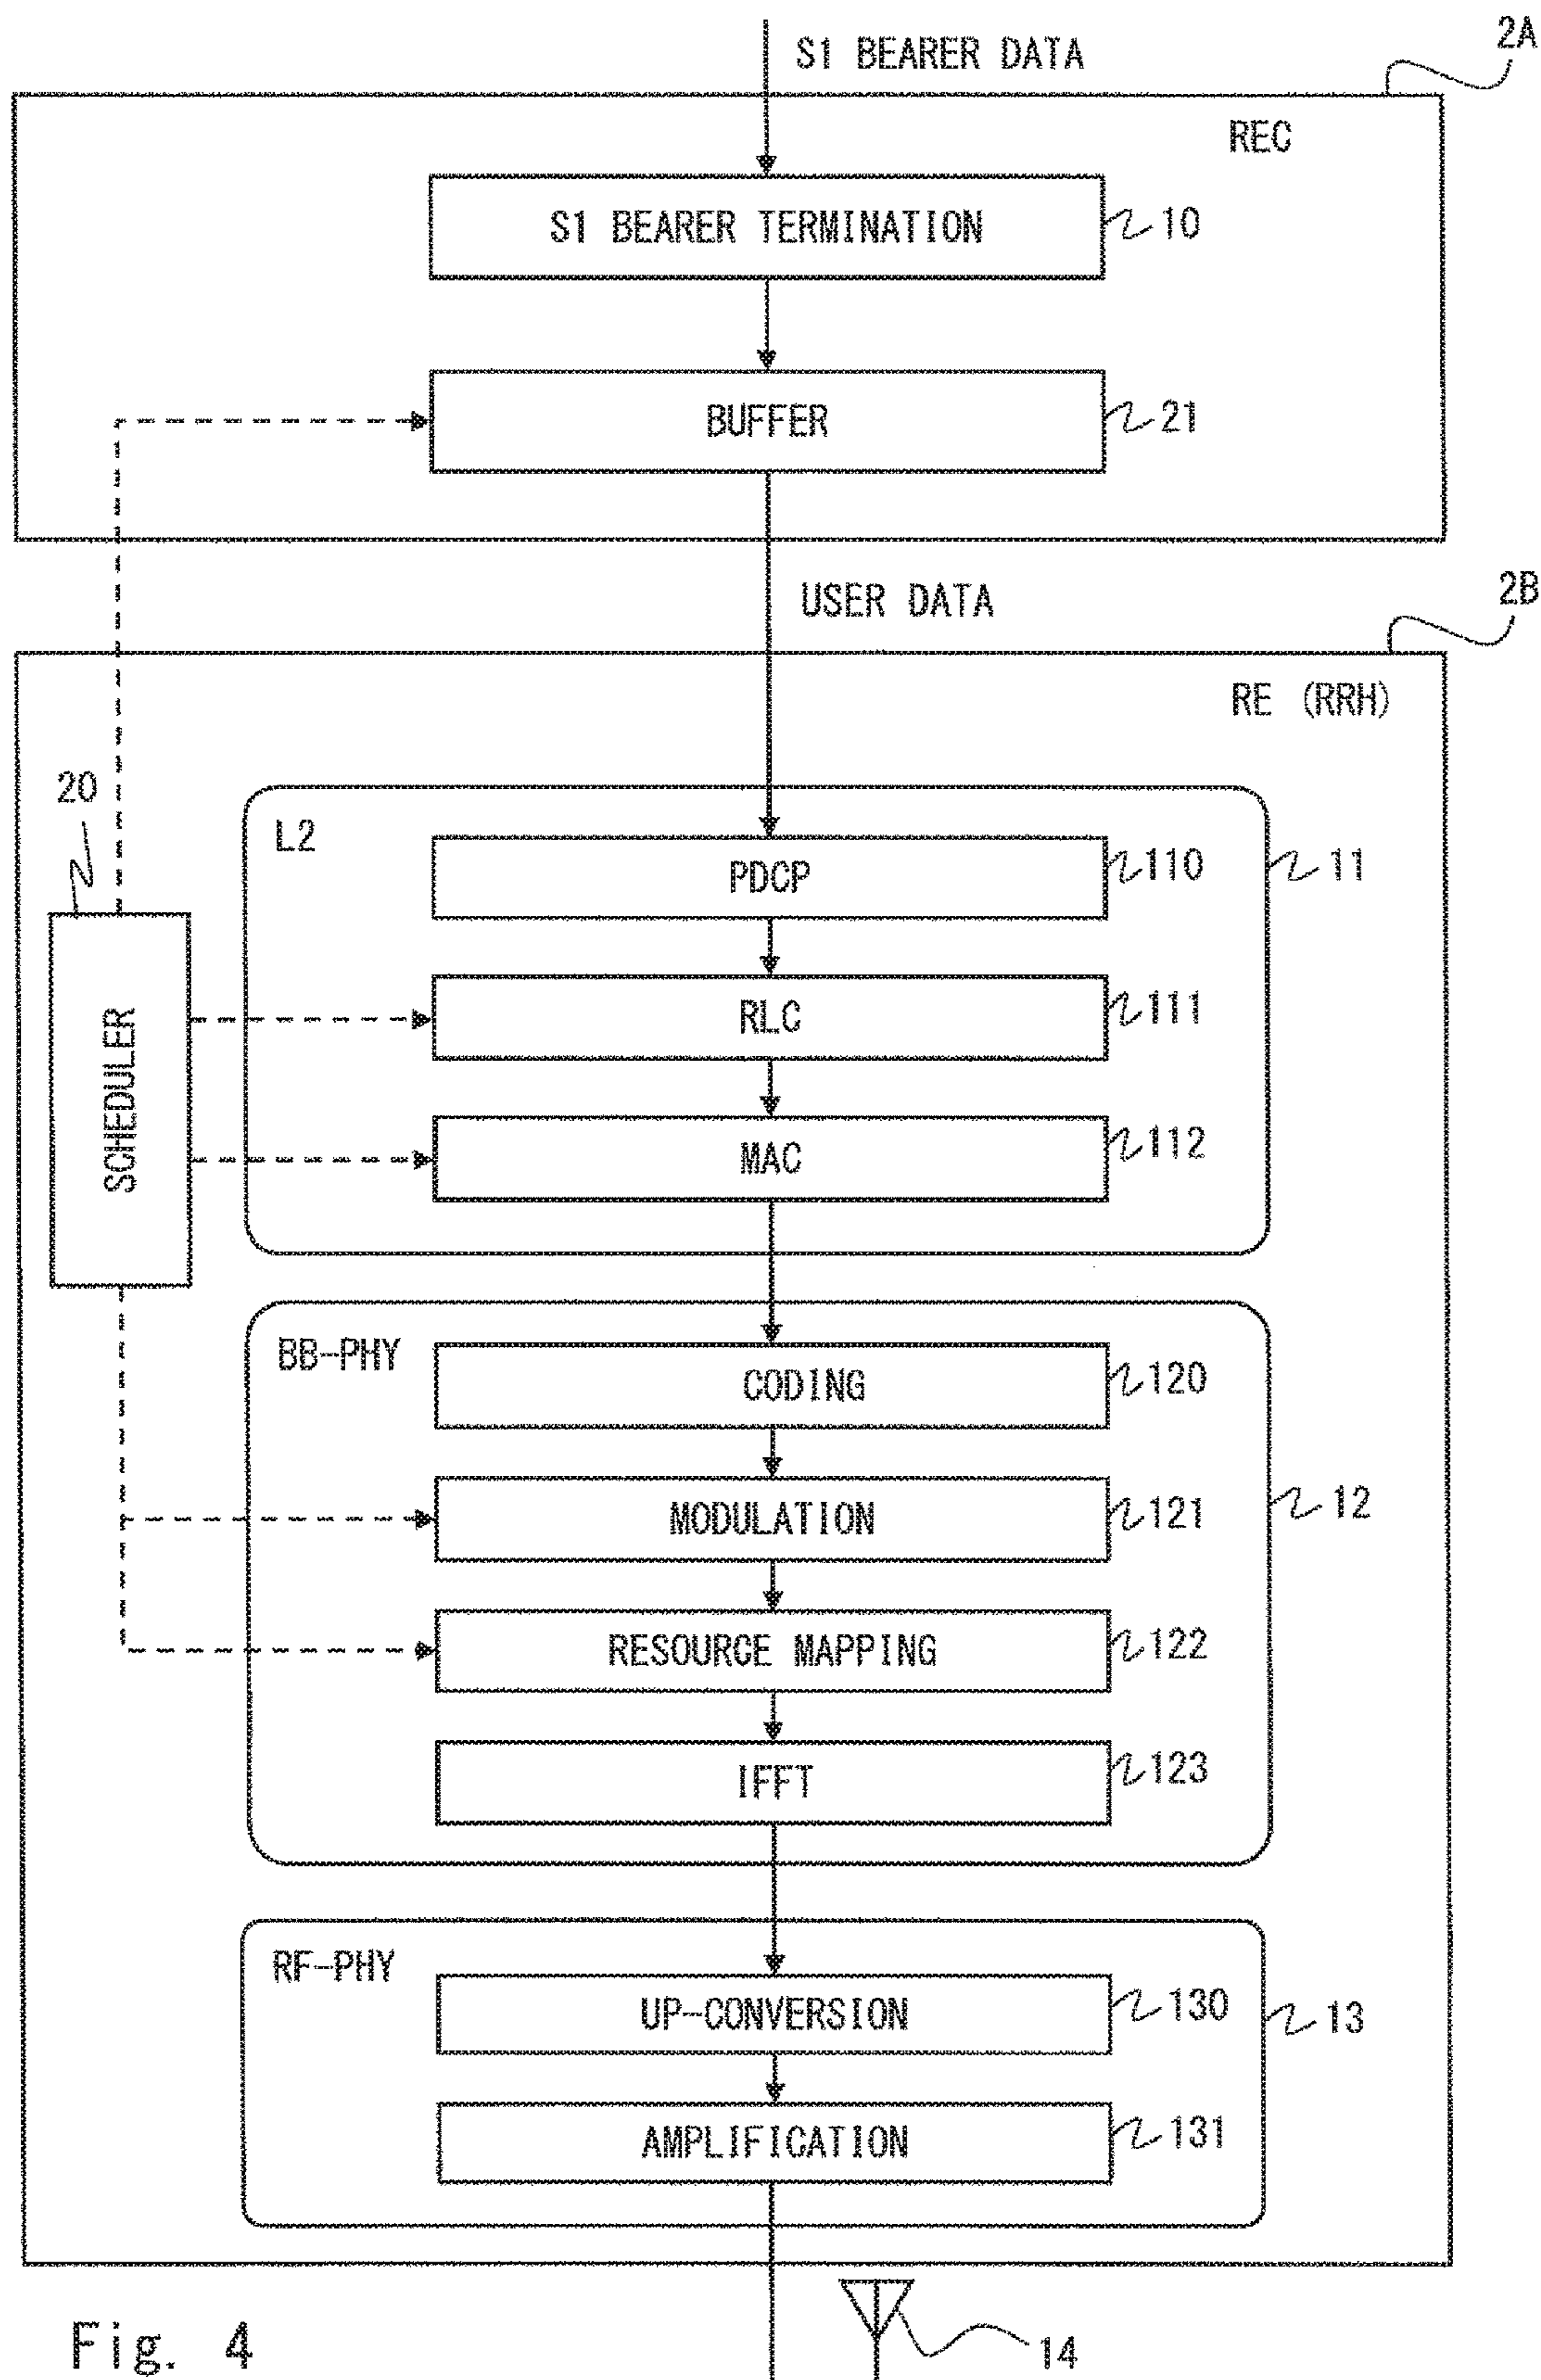 S1 BEARER DATA
2A
REC
S1 BEARER TERMINATION
10
BUFFER
21
USER DATA
2B
RE (RRH)
20
L2
PDCP
110
11
SCHEDULER
RLC
111
MAC
112
BB-PHY
CODING
120
MODULATION
121
12
RESOURCE MAPPING
122
IFFT
123
RF-PHY
UP-CONVERSION
130
13
AMPLIFICATION
131
14
Fig. 4